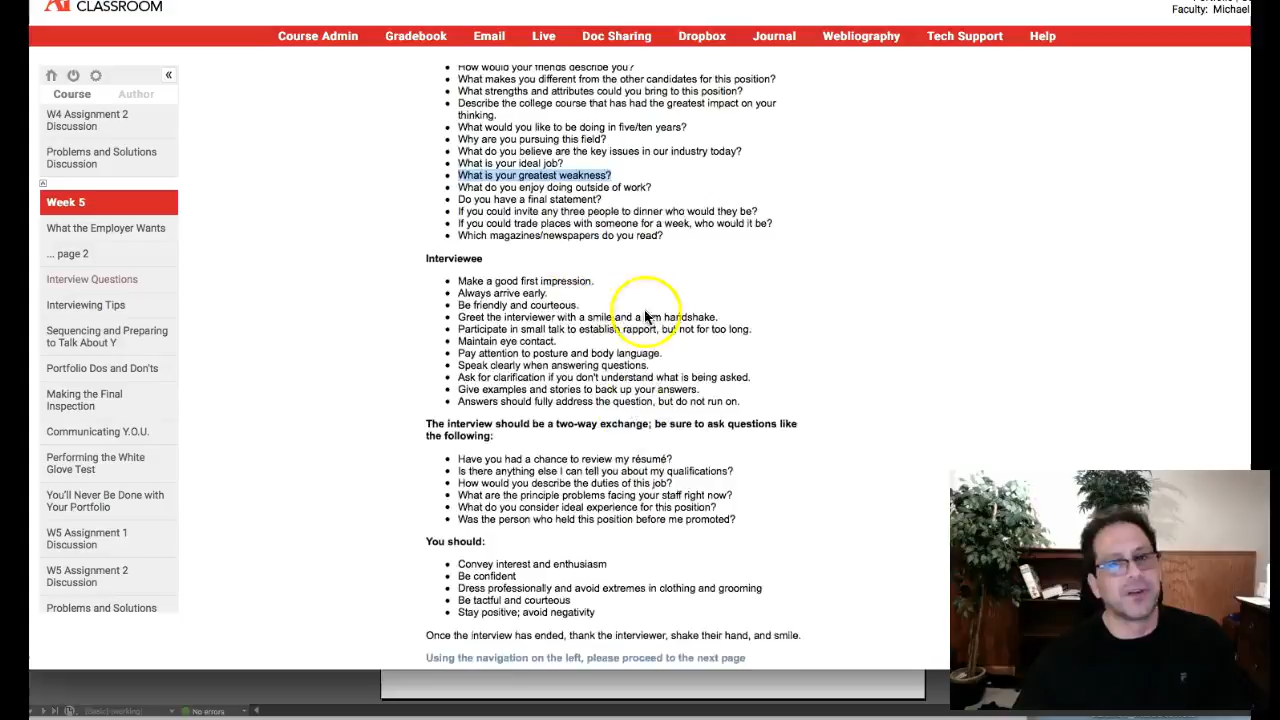 CLASSROOM
Faculty: Michael
Course Admin Gradebook Email Live Doc Sharing Dropbox Journal Webliography Tech Support Help
«
Course Author
W4 Assignment 2
Discussion
Problems and Solutions
Discussion
Week 5
What the Employer Wants
... page 2
Interview Questions
Interviewing Tips
Sequencing and Preparing
to Talk About Y
Portfolio Dos and Don'ts
Making the Final
Inspection
Communicating Y.O.U.
Performing the White
Glove Test
You'll Never Be Done with
Your Portfolio
W5 Assignment 1
Discussion
W5 Assignment 2
Discussion
Problems and Solutions
• How would your friends describe you?
• What makes you different from the other candidates for this position?
• What strengths and attributes could you bring to this position?
• Describe the college course that has had the greatest impact on your
thinking.
• What would you like to be doing in five/ten years?
• Why are you pursuing this field?
• What do you believe are the key issues in our industry today?
• What is your ideal job?
• What is your greatest weakness?
• What do you enjoy doing outside of work?
• Do you have a final statement?
• If you could invite any three people to dinner who would they be?
• If you could trade places with someone for a week, who would it be?
• Which magazines/newspapers do you read?
Interviewee
• Make a good first impression.
• Always arrive early.
• Be friendly and courteous.
• Greet the interviewer with a smile and a firm handshake.
• Participate in small talk to establish rapport, but not for too long.
• Maintain eye contact.
• Pay attention to posture and body language.
• Speak clearly when answering questions.
• Ask for clarification if you don't understand what is being asked.
• Give examples and stories to back up your answers.
• Answers should fully address the question, but do not run on.
The interview should be a two-way exchange; be sure to ask questions like
the following:
• Have you had a chance to review my résumé?
• Is there anything else I can tell you about my qualifications?
• How would you describe the duties of this job?
• What are the principle problems facing your staff right now?
• What do you consider ideal experience for this position?
• Was the person who held this position before me promoted?
You should:
• Convey interest and enthusiasm
• Be confident
• Dress professionally and avoid extremes in clothing and grooming
• Be tactful and courteous
• Stay positive; avoid negativity
Once the interview has ended, thank the interviewer, shake their hand, and smile.
Using the navigation on the left, please proceed to the next page
[Basic] (working) No errors